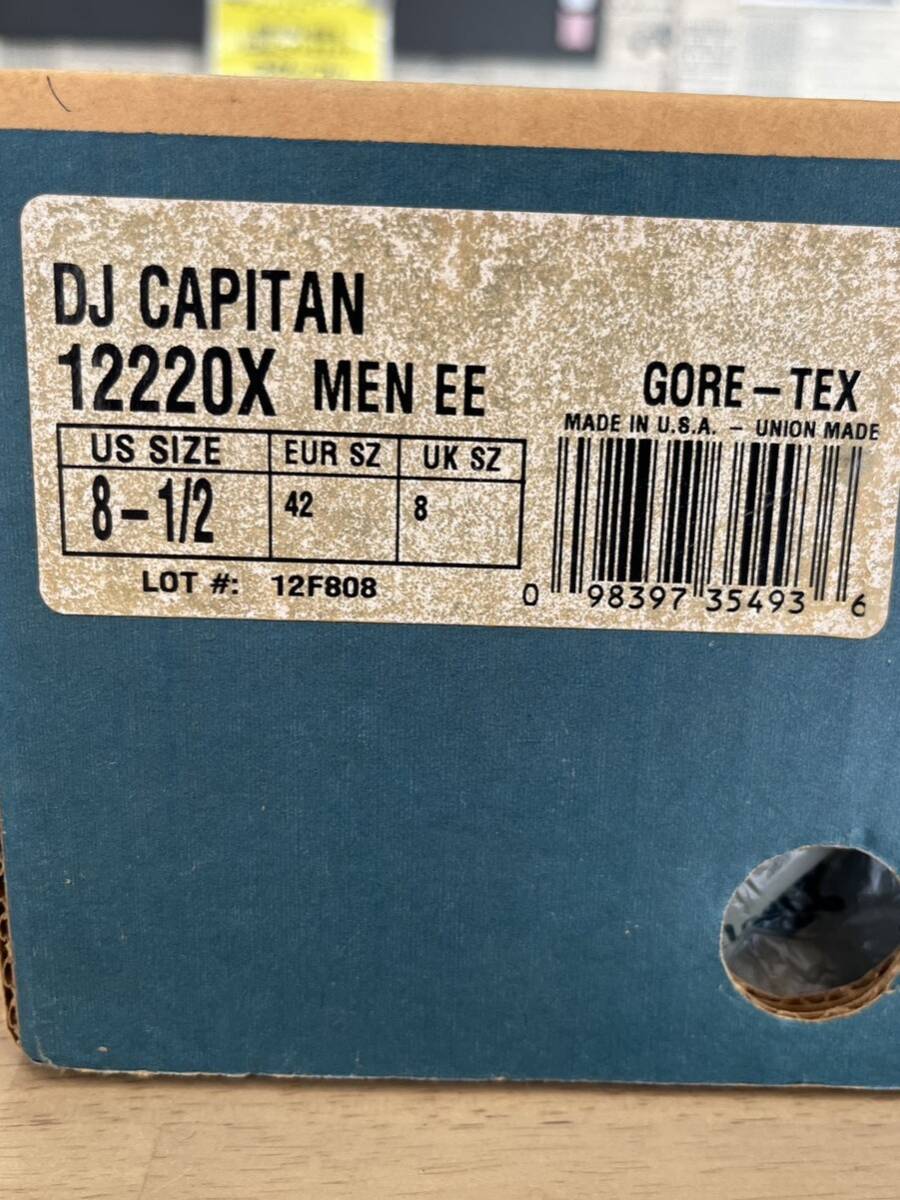 DJ CAPITAN
12220X MEN EE
GORE-TEX
MADE IN U.S.A. - UNION MADE
US SIZE EUR SZ UK SZ
8-1/2 42 8
LOT #: 12F808
0 98397 35493 6